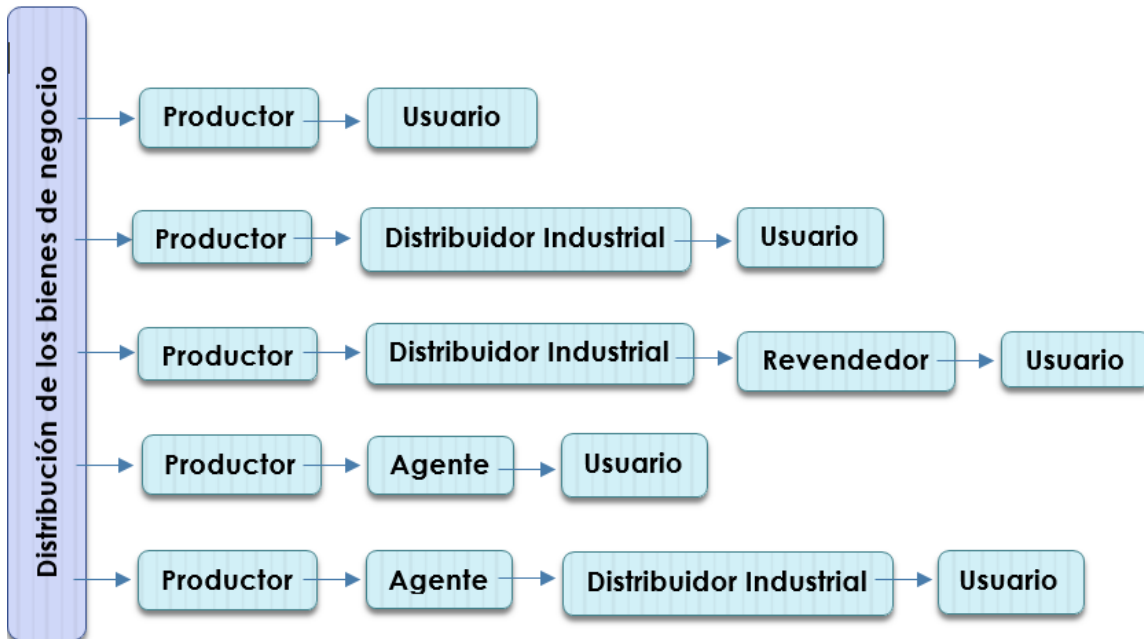 Distribución de los bienes de negocio
Productor Usuario
Productor Distribuidor Industrial Usuario
Productor Distribuidor Industrial Revendedor Usuario
Productor Agente Usuario
Productor Agente Distribuidor Industrial Usuario